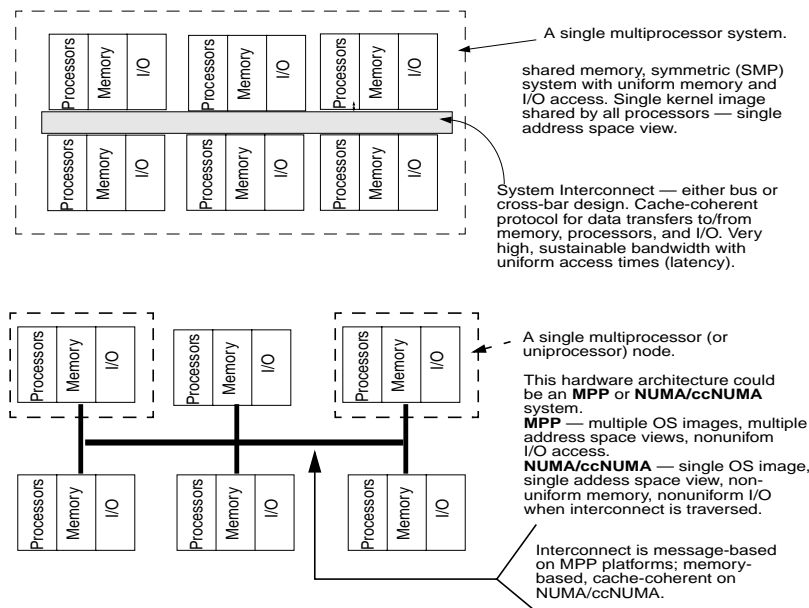 Processors
Memory
I/O
Processors
Memory
I/O
Processors
Memory
I/O
A single multiprocessor system.
shared memory, symmetric (SMP)
system with uniform memory and
I/O access. Single kernel image
shared by all processors — single
address space view.
Processors
Memory
I/O
Processors
Memory
I/O
Processors
Memory
I/O
System Interconnect — either bus or
cross-bar design. Cache-coherent
protocol for data transfers to/from
memory, processors, and I/O. Very
high, sustainable bandwidth with
uniform access times (latency).
Processors
Memory
I/O
Processors
Memory
I/O
Processors
Memory
I/O
A single multiprocessor (or
uniprocessor) node.
This hardware architecture could
be an MPP or NUMA/ccNUMA
system.
MPP — multiple OS images, multiple
address space views, nonunifom
I/O access.
NUMA/ccNUMA — single OS image,
single addess space view, non-
uniform memory, nonuniform I/O
when interconnect is traversed.
Processors
Memory
I/O
Processors
Memory
I/O
Processors
Memory
I/O
Interconnect is message-based
on MPP platforms; memory-
based, cache-coherent on
NUMA/ccNUMA.